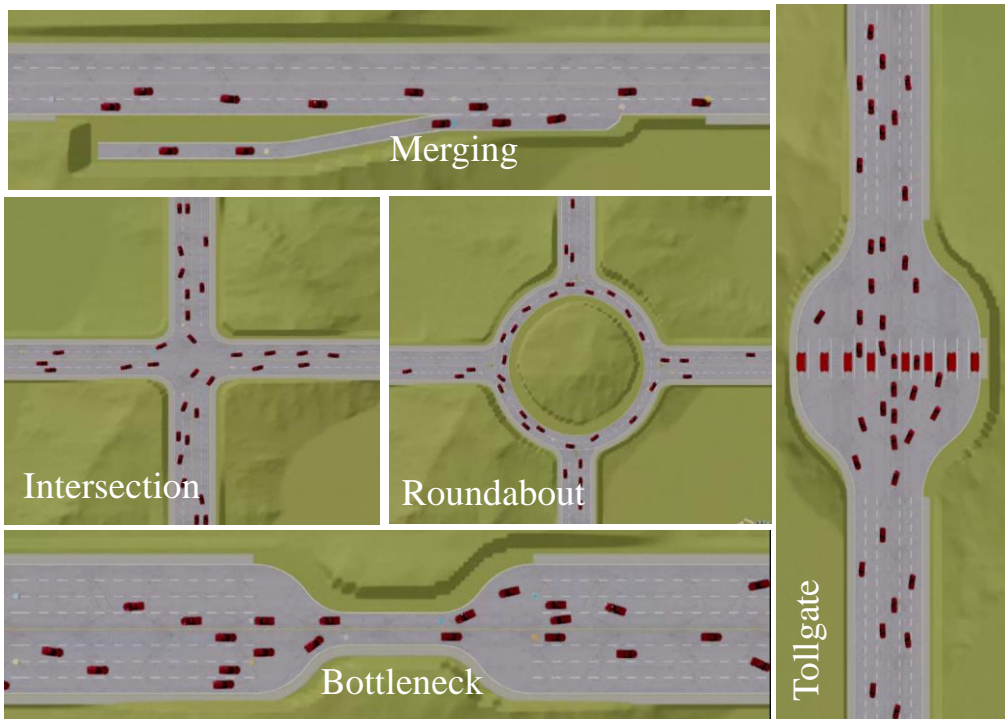 Merging
Intersection
Roundabout
Bottleneck
Tollgate